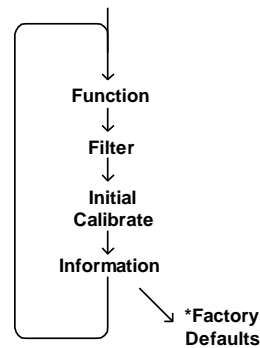 Function
Filter
Initial
Calibrate
Information
*Factory
Defaults